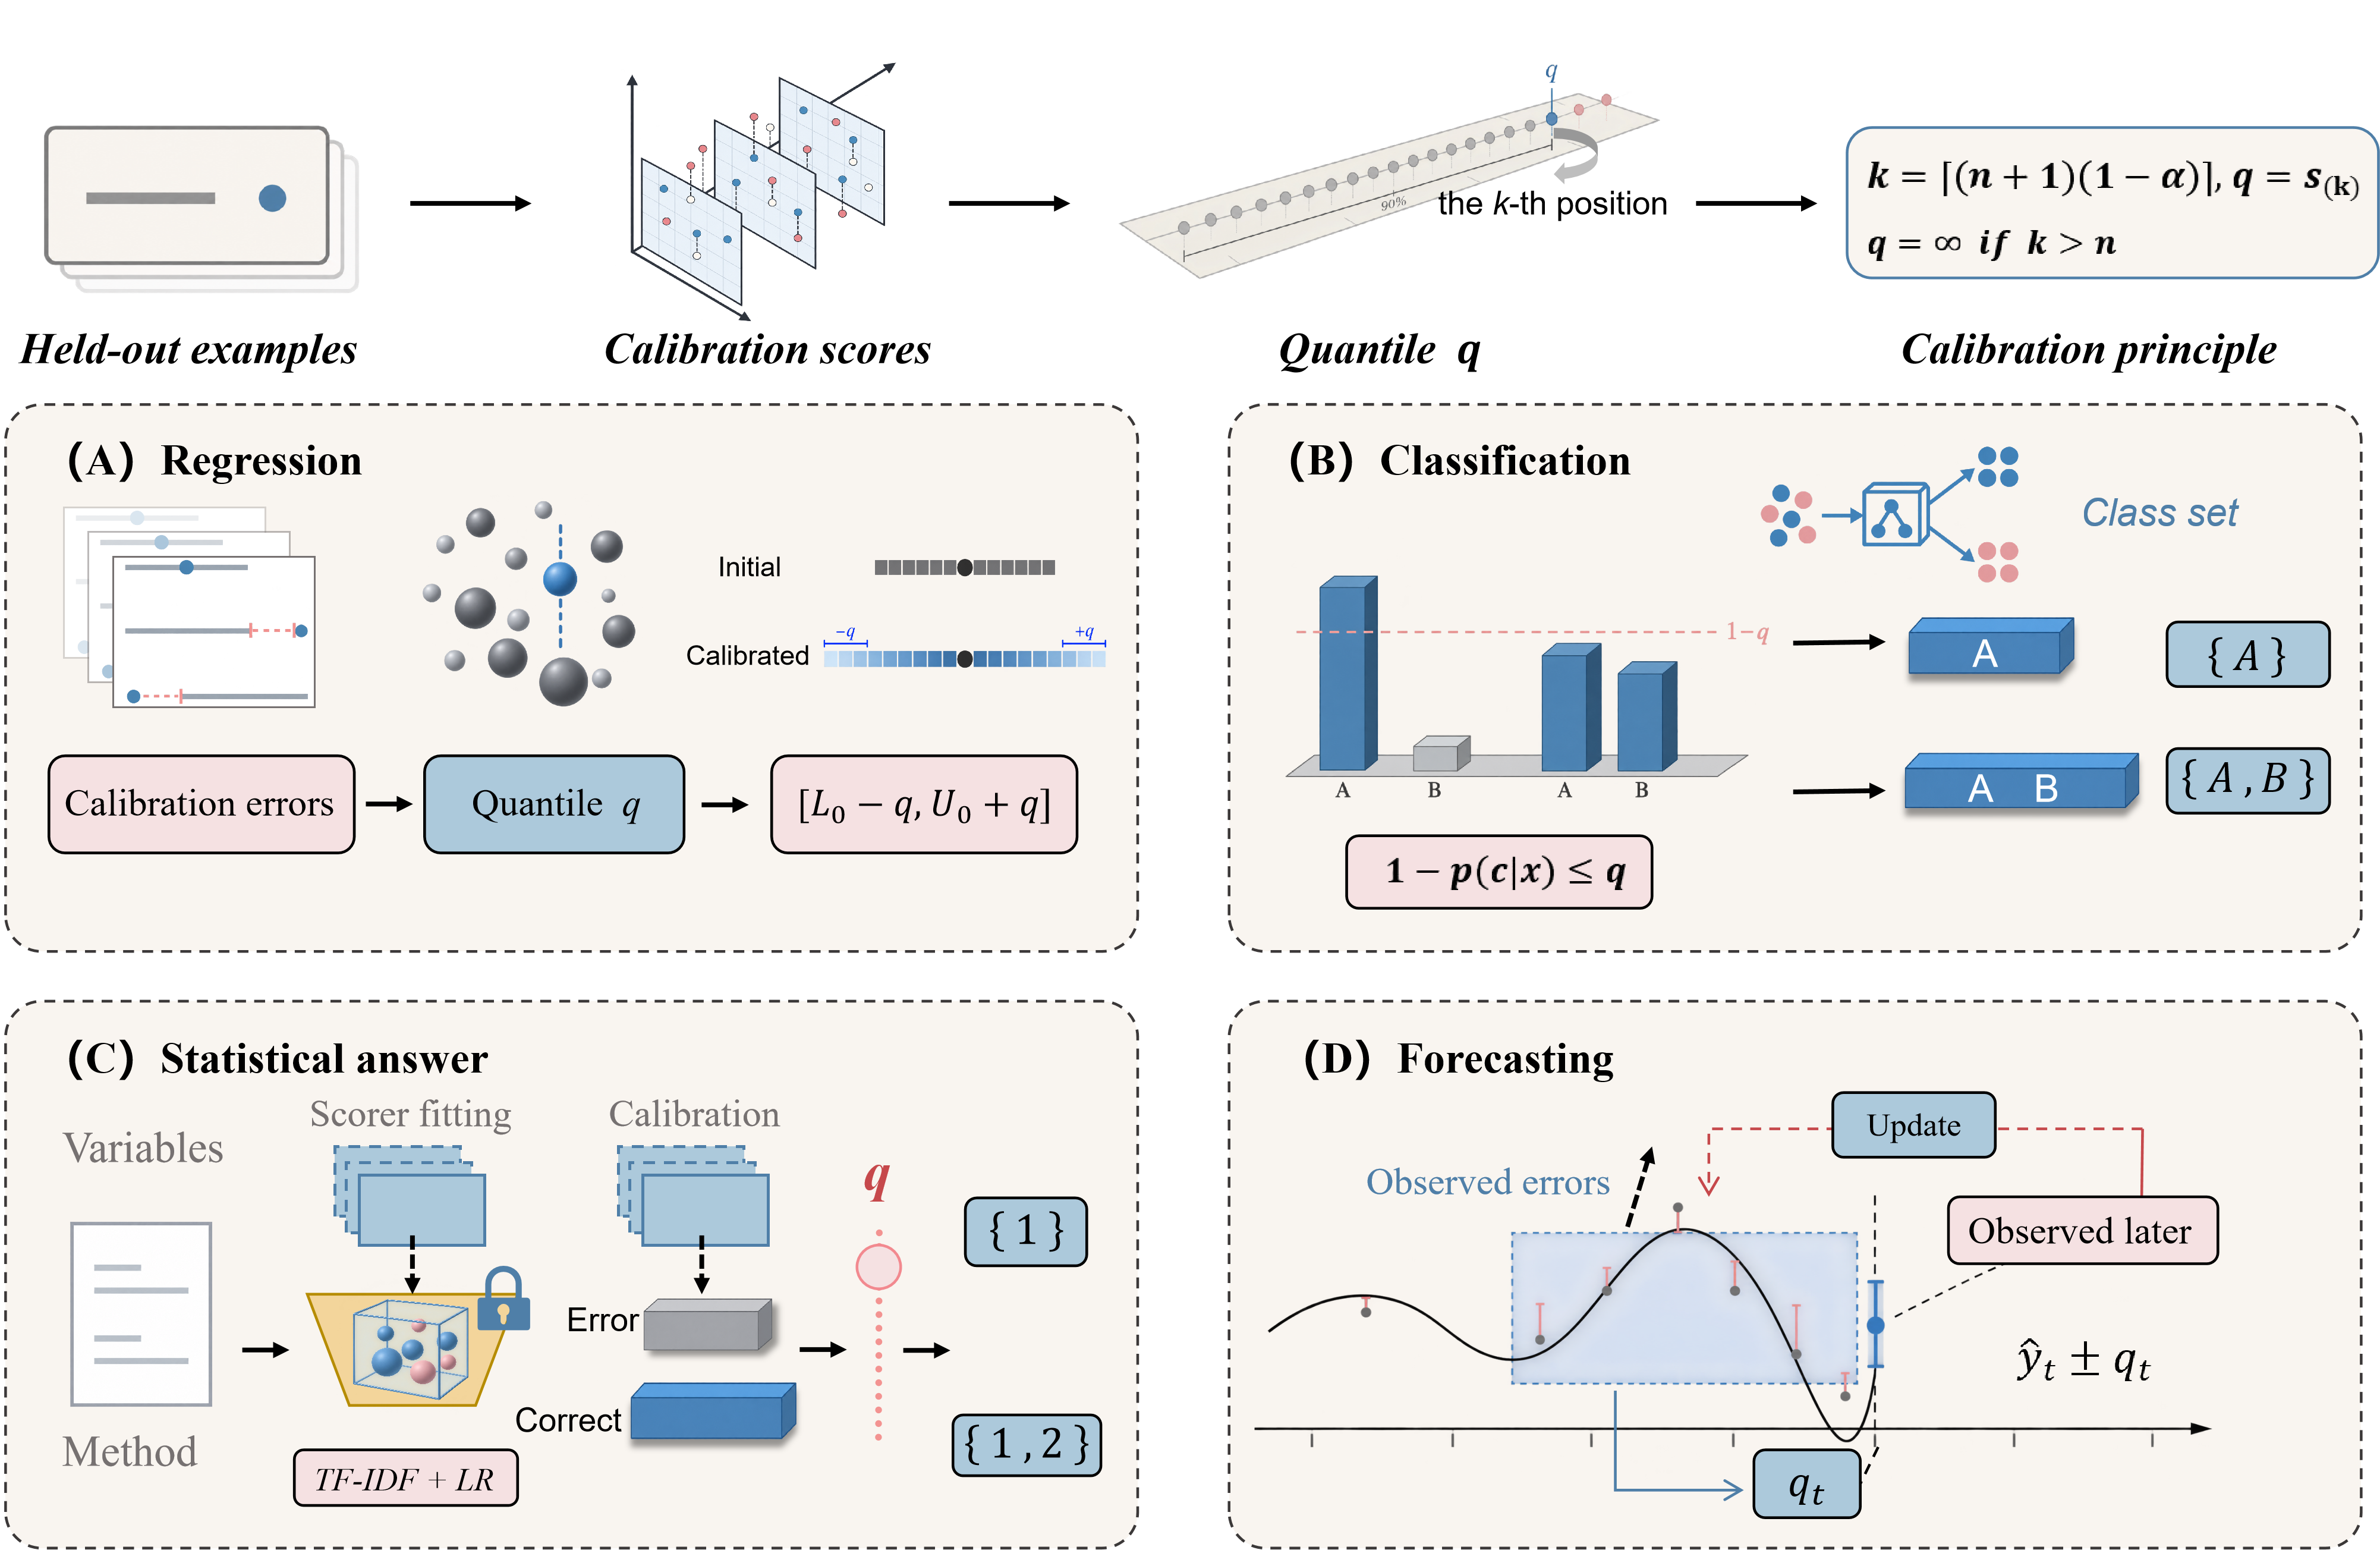 q
90%
the k-th position
k = ⌈(n + 1)(1 − α)⌉, q = s₍ₖ₎
q = ∞ if k > n
Held-out examples
Calibration scores
Quantile q
Calibration principle
(A) Regression
Initial
−q
+q
Calibrated
Calibration errors
Quantile q
[L₀ − q, U₀ + q]
(B) Classification
Class set
1−q
A
{ A }
A B A B
A B
{ A , B }
1 − p(c|x) ≤ q
(C) Statistical answer
Scorer fitting
Calibration
Variables
q
{ 1 }
Error
Correct
Method
TF-IDF + LR
{ 1 , 2 }
(D) Forecasting
Update
Observed errors
Observed later
ŷₜ ± qₜ
qₜ